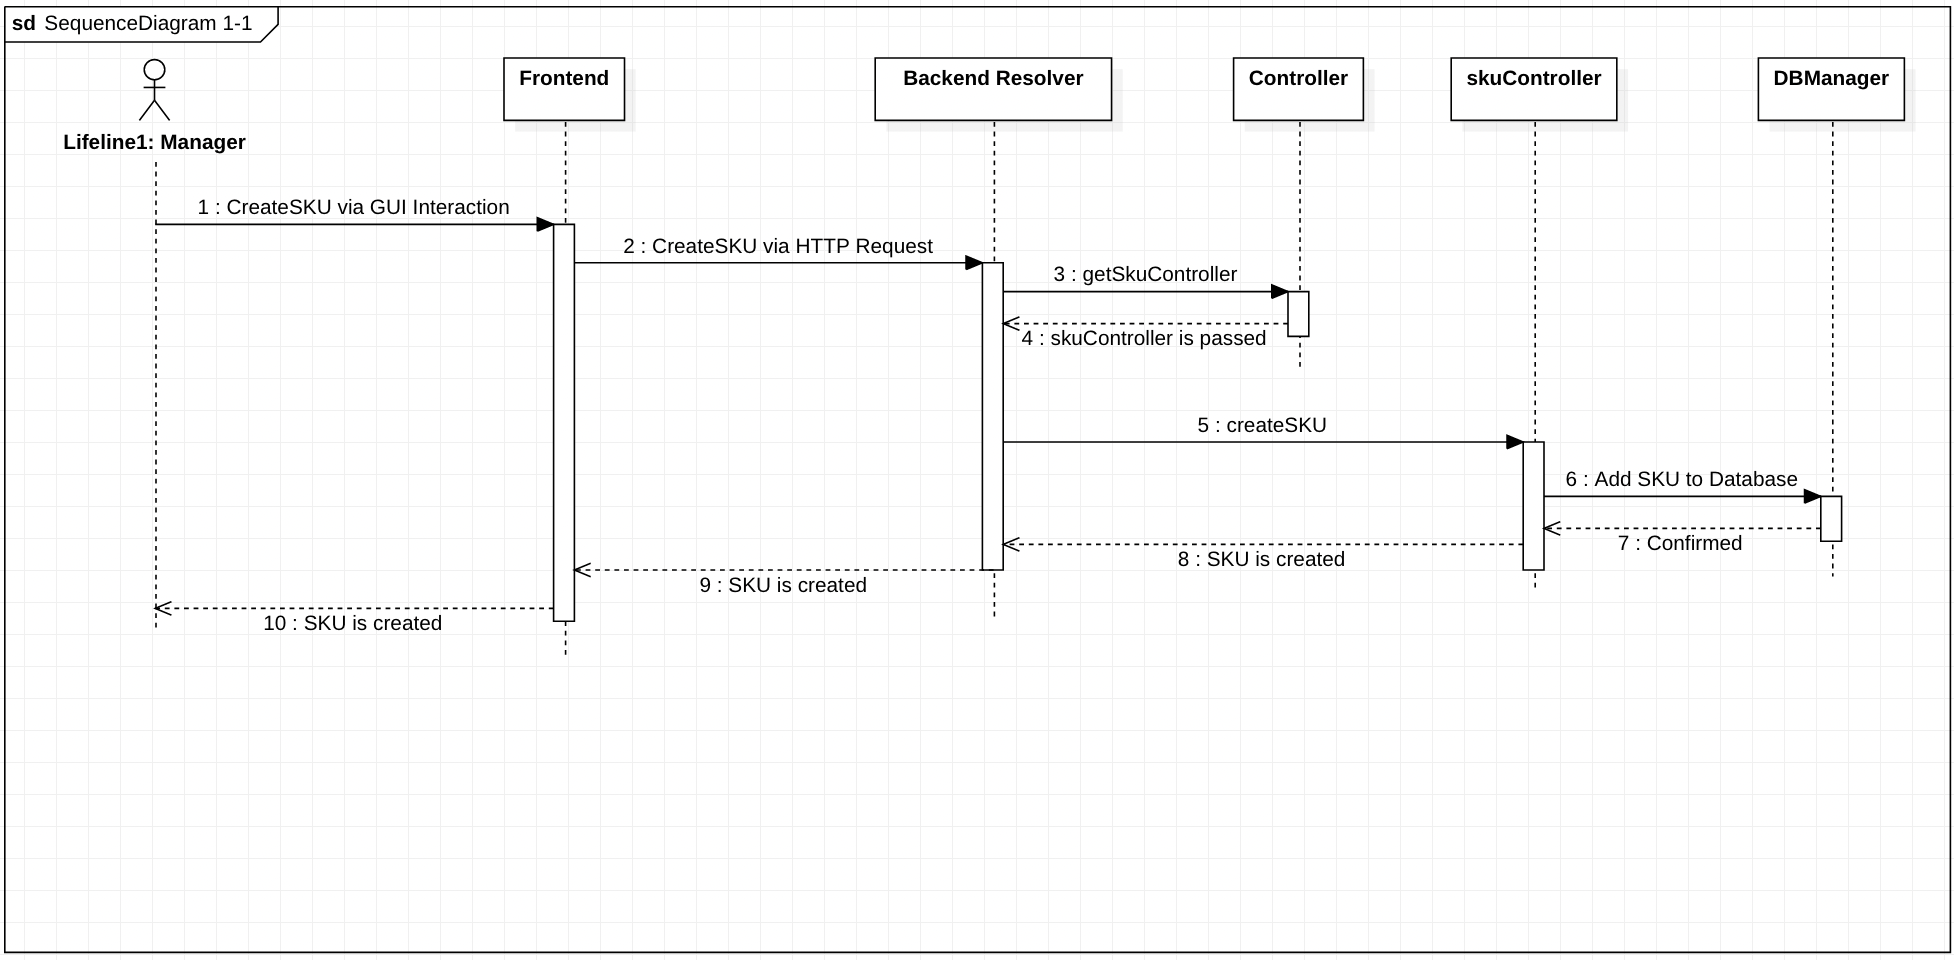 sd SequenceDiagram 1-1
Frontend
Backend Resolver
Controller
skuController
DBManager
Lifeline1: Manager
1 : CreateSKU via GUI Interaction
2 : CreateSKU via HTTP Request
3 : getSkuController
4 : skuController is passed
5 : createSKU
6 : Add SKU to Database
7 : Confirmed
8 : SKU is created
9 : SKU is created
10 : SKU is created